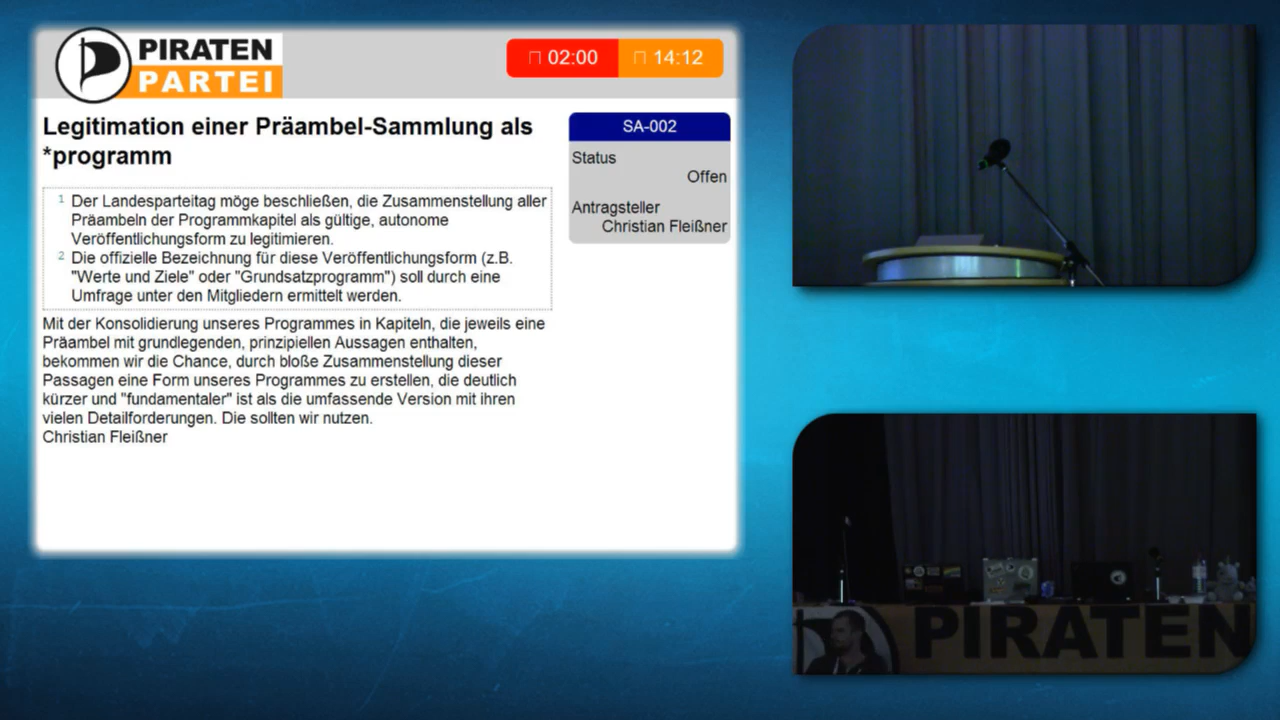 PIRATEN
PARTEI
02:00
14:12
Legitimation einer Präambel-Sammlung als
*programm
1 Der Landesparteitag möge beschließen, die Zusammenstellung aller
Präambeln der Programmkapitel als gültige, autonome
Veröffentlichungsform zu legitimieren.
2 Die offizielle Bezeichnung für diese Veröffentlichungsform (z.B.
"Werte und Ziele" oder "Grundsatzprogramm") soll durch eine
Umfrage unter den Mitgliedern ermittelt werden.
Mit der Konsolidierung unseres Programmes in Kapiteln, die jeweils eine
Präambel mit grundlegenden, prinzipiellen Aussagen enthalten,
bekommen wir die Chance, durch bloße Zusammenstellung dieser
Passagen eine Form unseres Programmes zu erstellen, die deutlich
kürzer und "fundamentaler" ist als die umfassende Version mit ihren
vielen Detailforderungen. Die sollten wir nutzen.
Christian Fleißner
SA-002
Status
Offen
Antragsteller
Christian Fleißner
PIRATEN